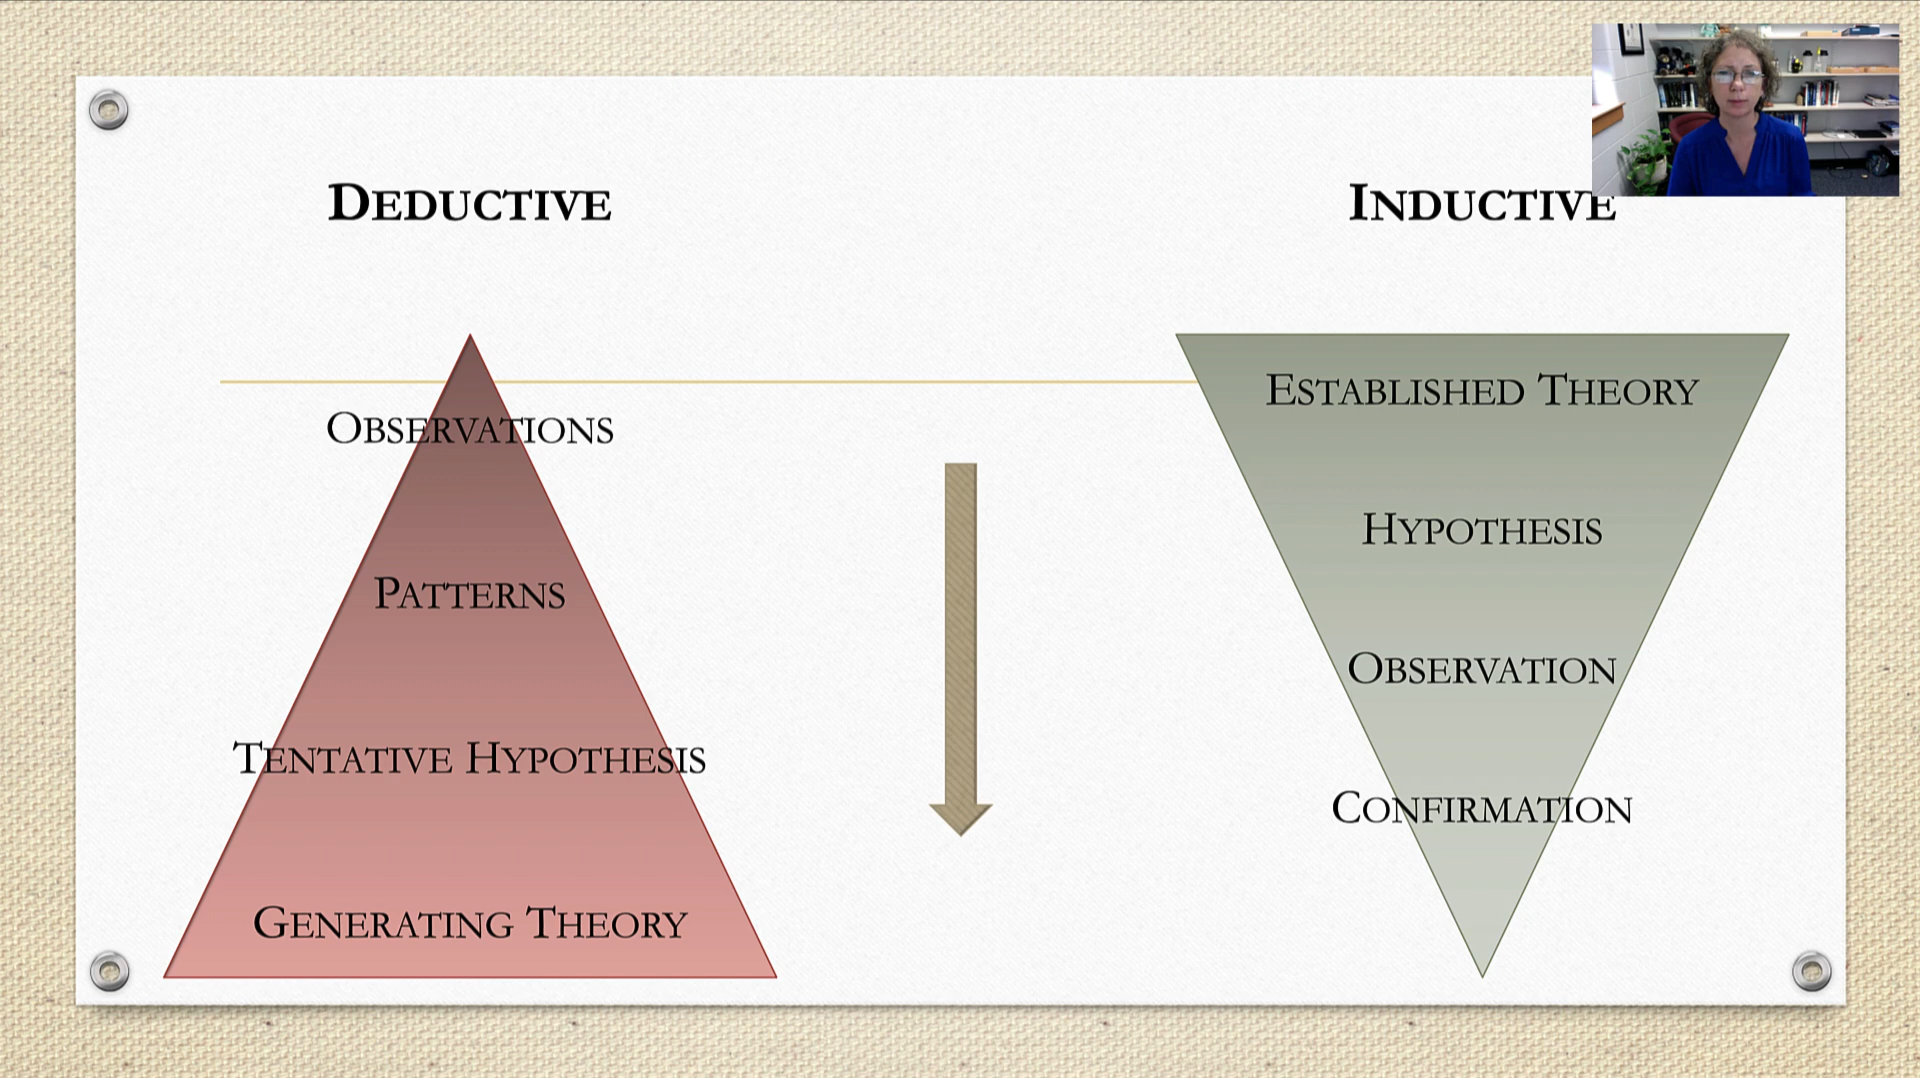 Deductive
Inductive
Observations
Patterns
Tentative Hypothesis
Generating Theory
Established Theory
Hypothesis
Observation
Confirmation